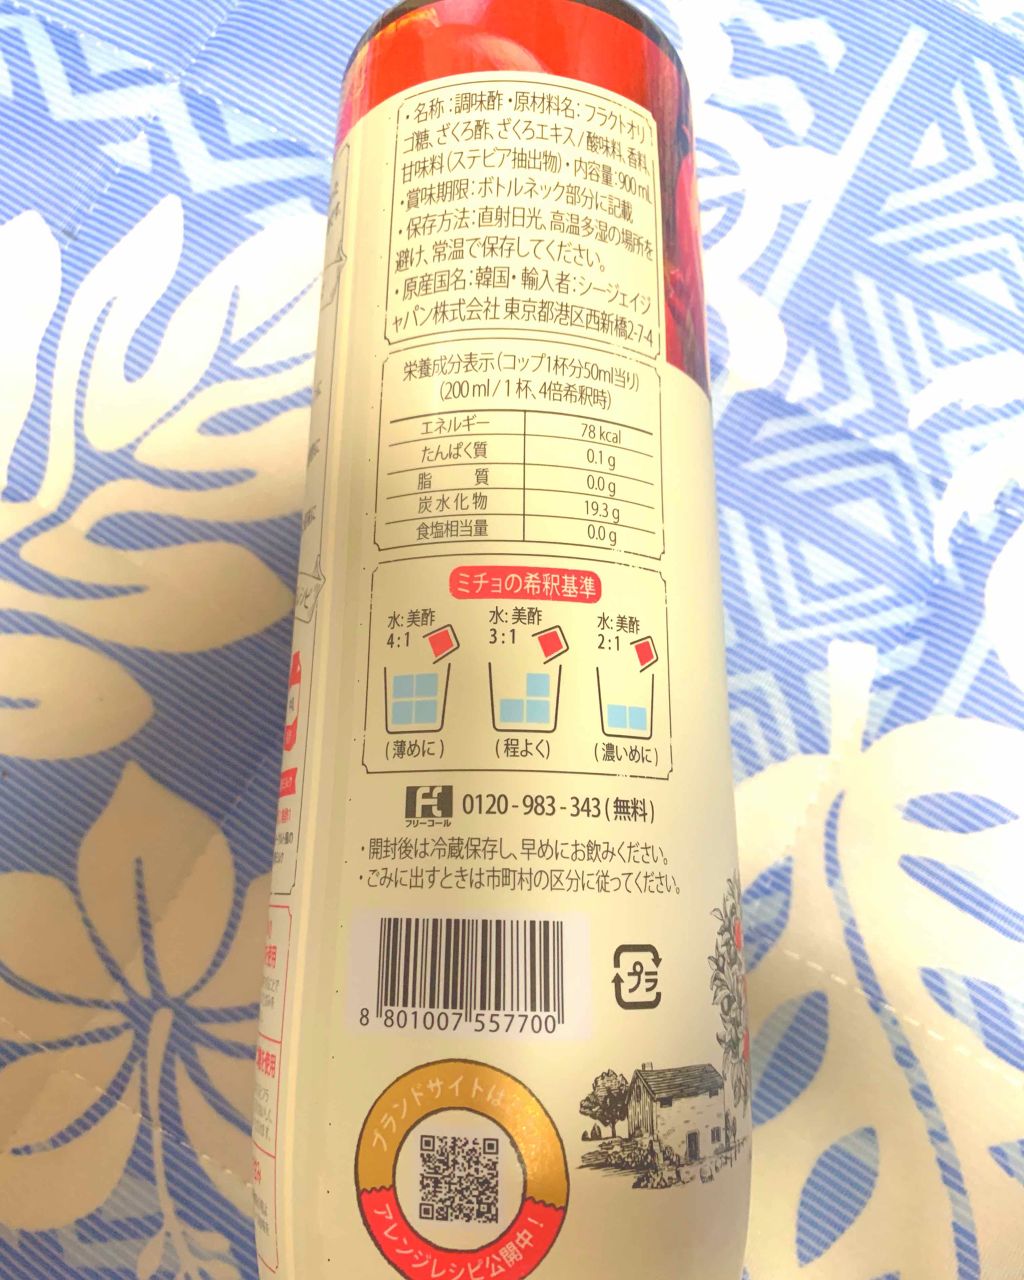 ・名称:調味酢・原材料名:フラクトオリ
ゴ糖、ざくろ酢、ざくろエキス/酸味料、香料、
甘味料(ステビア抽出物)・内容量:900ml
・賞味期限:ボトルネック部分に記載
・保存方法:直射日光、高温多湿の場所を
避け、常温で保存してください。
・原産国名:韓国・輸入者:シージェイジ
ャパン株式会社 東京都港区西新橋2-7-4
栄養成分表示(コップ1杯分50ml当り)
(200ml/1杯、4倍希釈時)
エネルギー 78 kcal
たんぱく質 0.1 g
脂 質 0.0 g
炭水化物 19.3 g
食塩相当量 0.0 g
ミチョの希釈基準
水:美酢 水:美酢 水:美酢
4:1 3:1 2:1
(薄めに) (程よく) (濃いめに)
フリーコール 0120-983-343(無料)
・開封後は冷蔵保存し、早めにお飲みください。
・ごみに出すときは市町村の区分に従ってください。
プラ
8 801007 557700
ブランドサイトは
アレンジレシピ公開中!